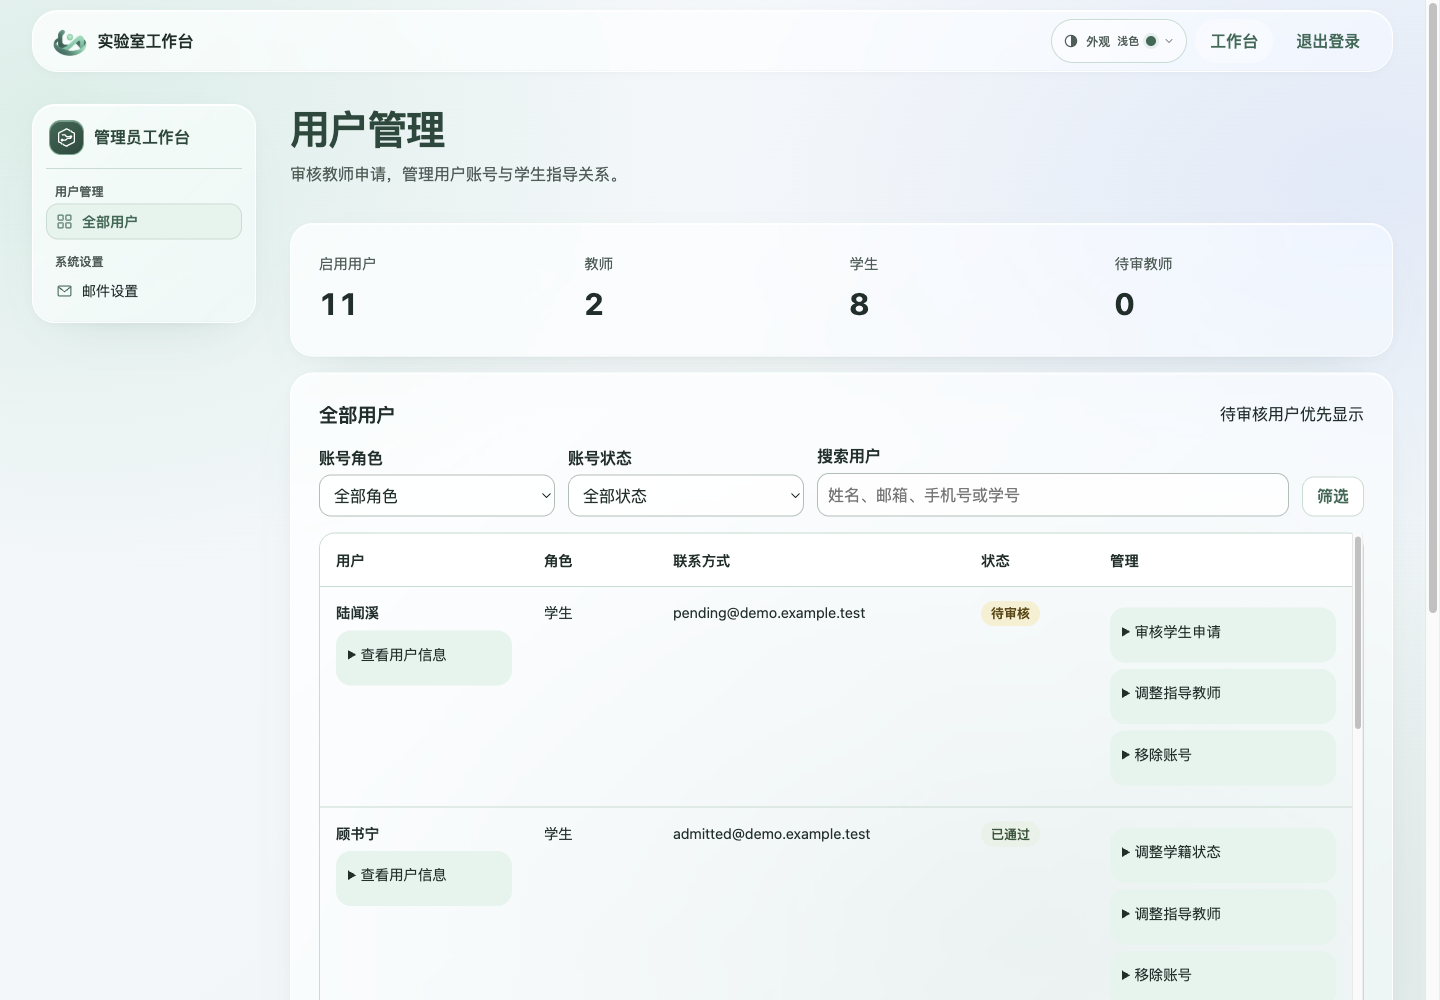 实验室工作台
外观 浅色
工作台
退出登录
管理员工作台
用户管理
全部用户
系统设置
邮件设置
用户管理
审核教师申请，管理用户账号与学生指导关系。
启用用户 教师 学生 待审教师
11 2 8 0
全部用户
待审核用户优先显示
账号角色 账号状态 搜索用户
全部角色 全部状态 姓名、邮箱、手机号或学号 筛选
用户 角色 联系方式 状态 管理
陆闻溪 学生 pending@demo.example.test 待审核
查看用户信息
审核学生申请
调整指导教师
移除账号
顾书宁 学生 admitted@demo.example.test 已通过
查看用户信息
调整学籍状态
调整指导教师
移除账号